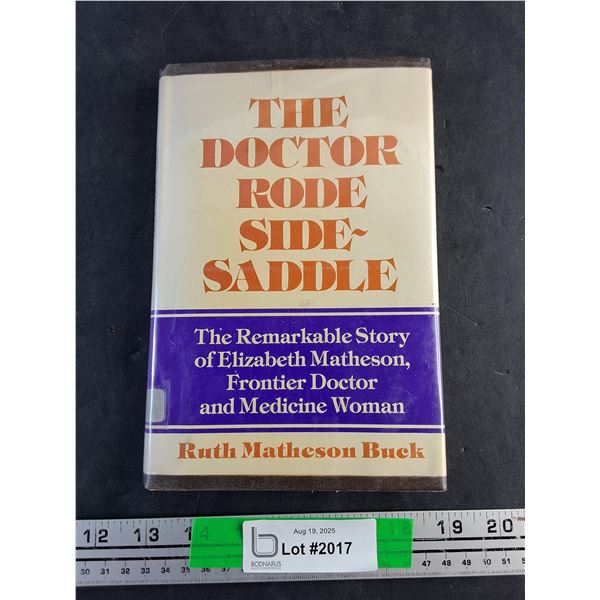 THE
DOCTOR
RODE
SIDE~
SADDLE
The Remarkable Story
of Elizabeth Matheson,
Frontier Doctor
and Medicine Woman
Ruth Matheson Buck
12 13 14 18 19 20
Aug 19, 2025
Lot #2017
BODNARUS
30 31 32 33 34 35 36 37 47 48 49 50 51